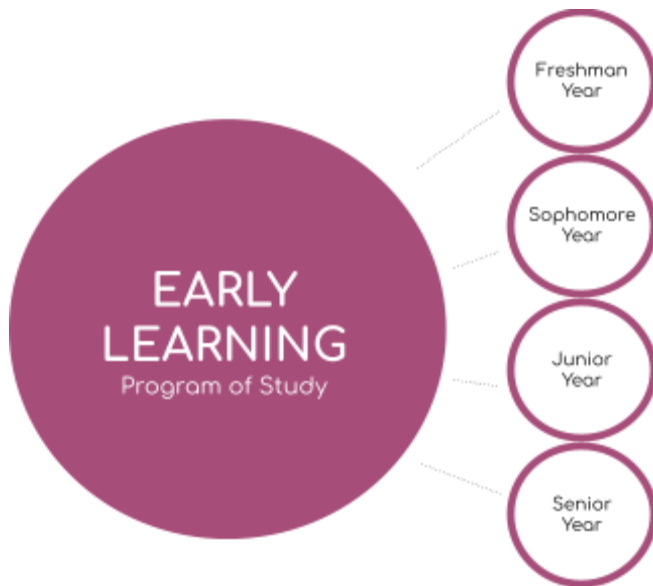 EARLY
LEARNING
Program of Study
Freshman
Year
Sophomore
Year
Junior
Year
Senior
Year